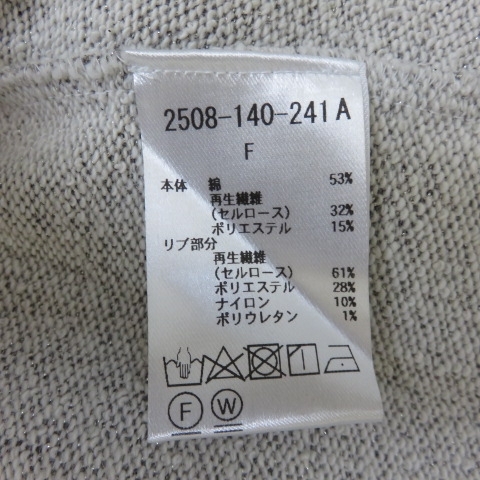 2508-140-241 A
F
本体 綿 53%
再生繊維
(セルロース) 32%
ポリエステル 15%
リブ部分
再生繊維
(セルロース) 61%
ポリエステル 28%
ナイロン 10%
ポリウレタン 1%
F W